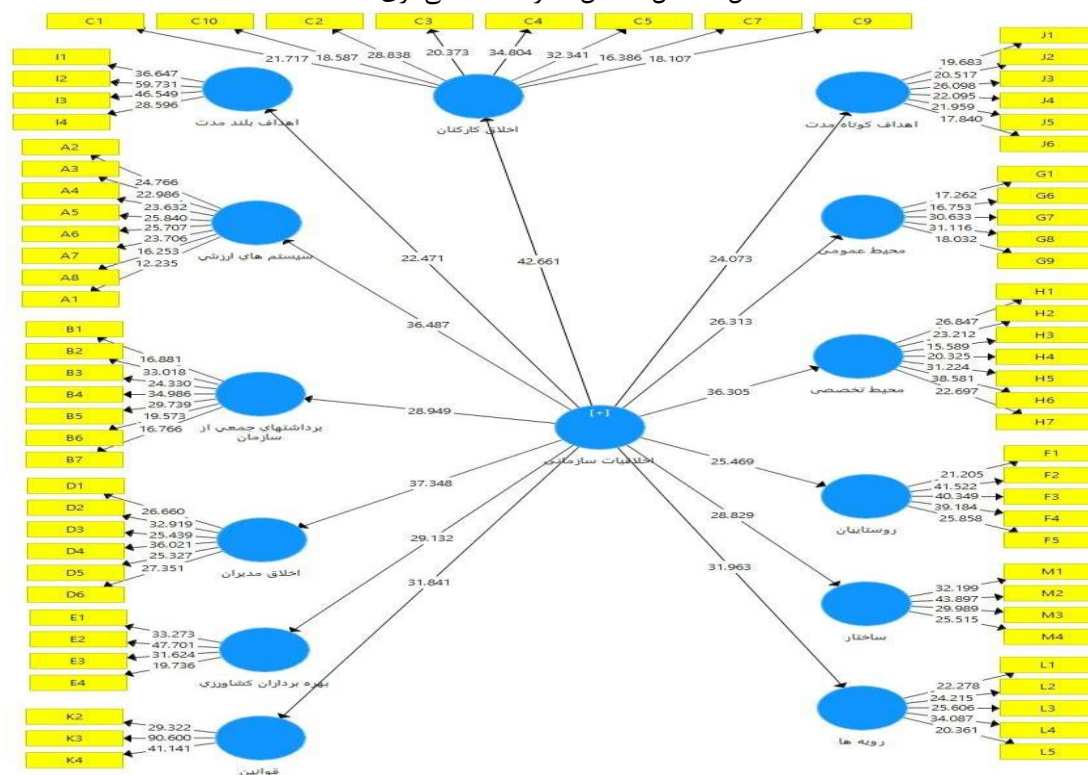 C1 C10 C2 C3 C4 C5 C7 C9
21.717 18.587 28.838 20.373 34.804 32.341 16.386 18.107
اخلاق کارکنان
I1
I2
I3
I4
36.647
59.731
46.549
28.596
اهداف بلند مدت
A2
A3
A4
A5
A6
A7
A8
A1
24.766
22.986
23.632
25.840
25.707
23.706
16.253
12.235
سیستم های ارزشی
B1
B2
B3
B4
B5
B6
B7
16.881
33.018
24.330
34.986
29.739
19.573
16.766
برداشتهای جمعی از
سازمان
D1
D2
D3
D4
D5
D6
26.660
32.919
25.439
36.021
25.327
27.351
اخلاق مدیران
E1
E2
E3
E4
33.273
47.701
31.624
19.736
بهره برداران کشاورزی
K2
K3
K4
29.322
90.600
41.141
قوانین
22.471
36.487
28.949
37.348
29.132
31.841
42.661
[+]
اخلاقیات سازمانی
24.073
26.313
36.305
25.469
28.829
31.963
J1
J2
J3
J4
J5
J6
19.683
20.517
26.098
22.095
21.959
17.840
اهداف کوتاه مدت
G1
G6
G7
G8
G9
17.262
16.753
30.633
31.116
18.032
محیط عمومی
H1
H2
H3
H4
H5
H6
H7
26.847
23.212
15.589
20.325
31.224
38.581
22.697
محیط تخصصی
F1
F2
F3
F4
F5
21.205
41.522
40.349
39.184
25.858
روستاییان
M1
M2
M3
M4
32.199
43.897
29.989
25.515
ساختار
L1
L2
L3
L4
L5
22.278
24.215
25.606
34.087
20.361
رویه ها